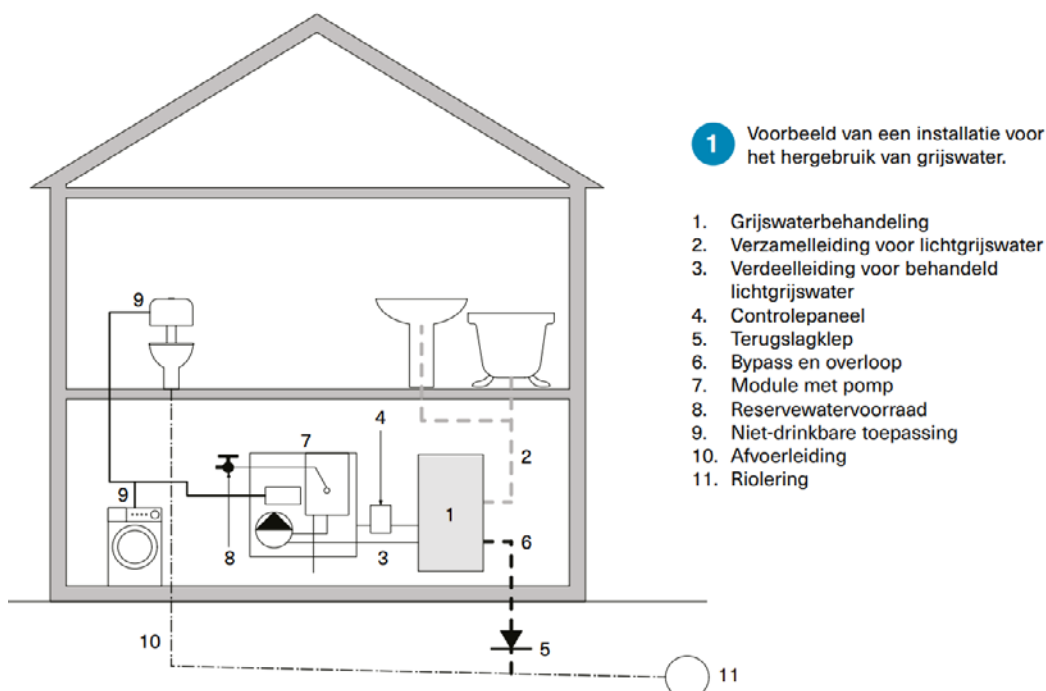 1
Voorbeeld van een installatie voor
het hergebruik van grijswater.
1. Grijswaterbehandeling
2. Verzamelleiding voor lichtgrijswater
3. Verdeelleiding voor behandeld
lichtgrijswater
4. Controlepaneel
5. Terugslagklep
6. Bypass en overloop
7. Module met pomp
8. Reservewatervoorraad
9. Niet-drinkbare toepassing
10. Afvoerleiding
11. Riolering
9
4
7
2
9
1
8
3
6
10
5
11